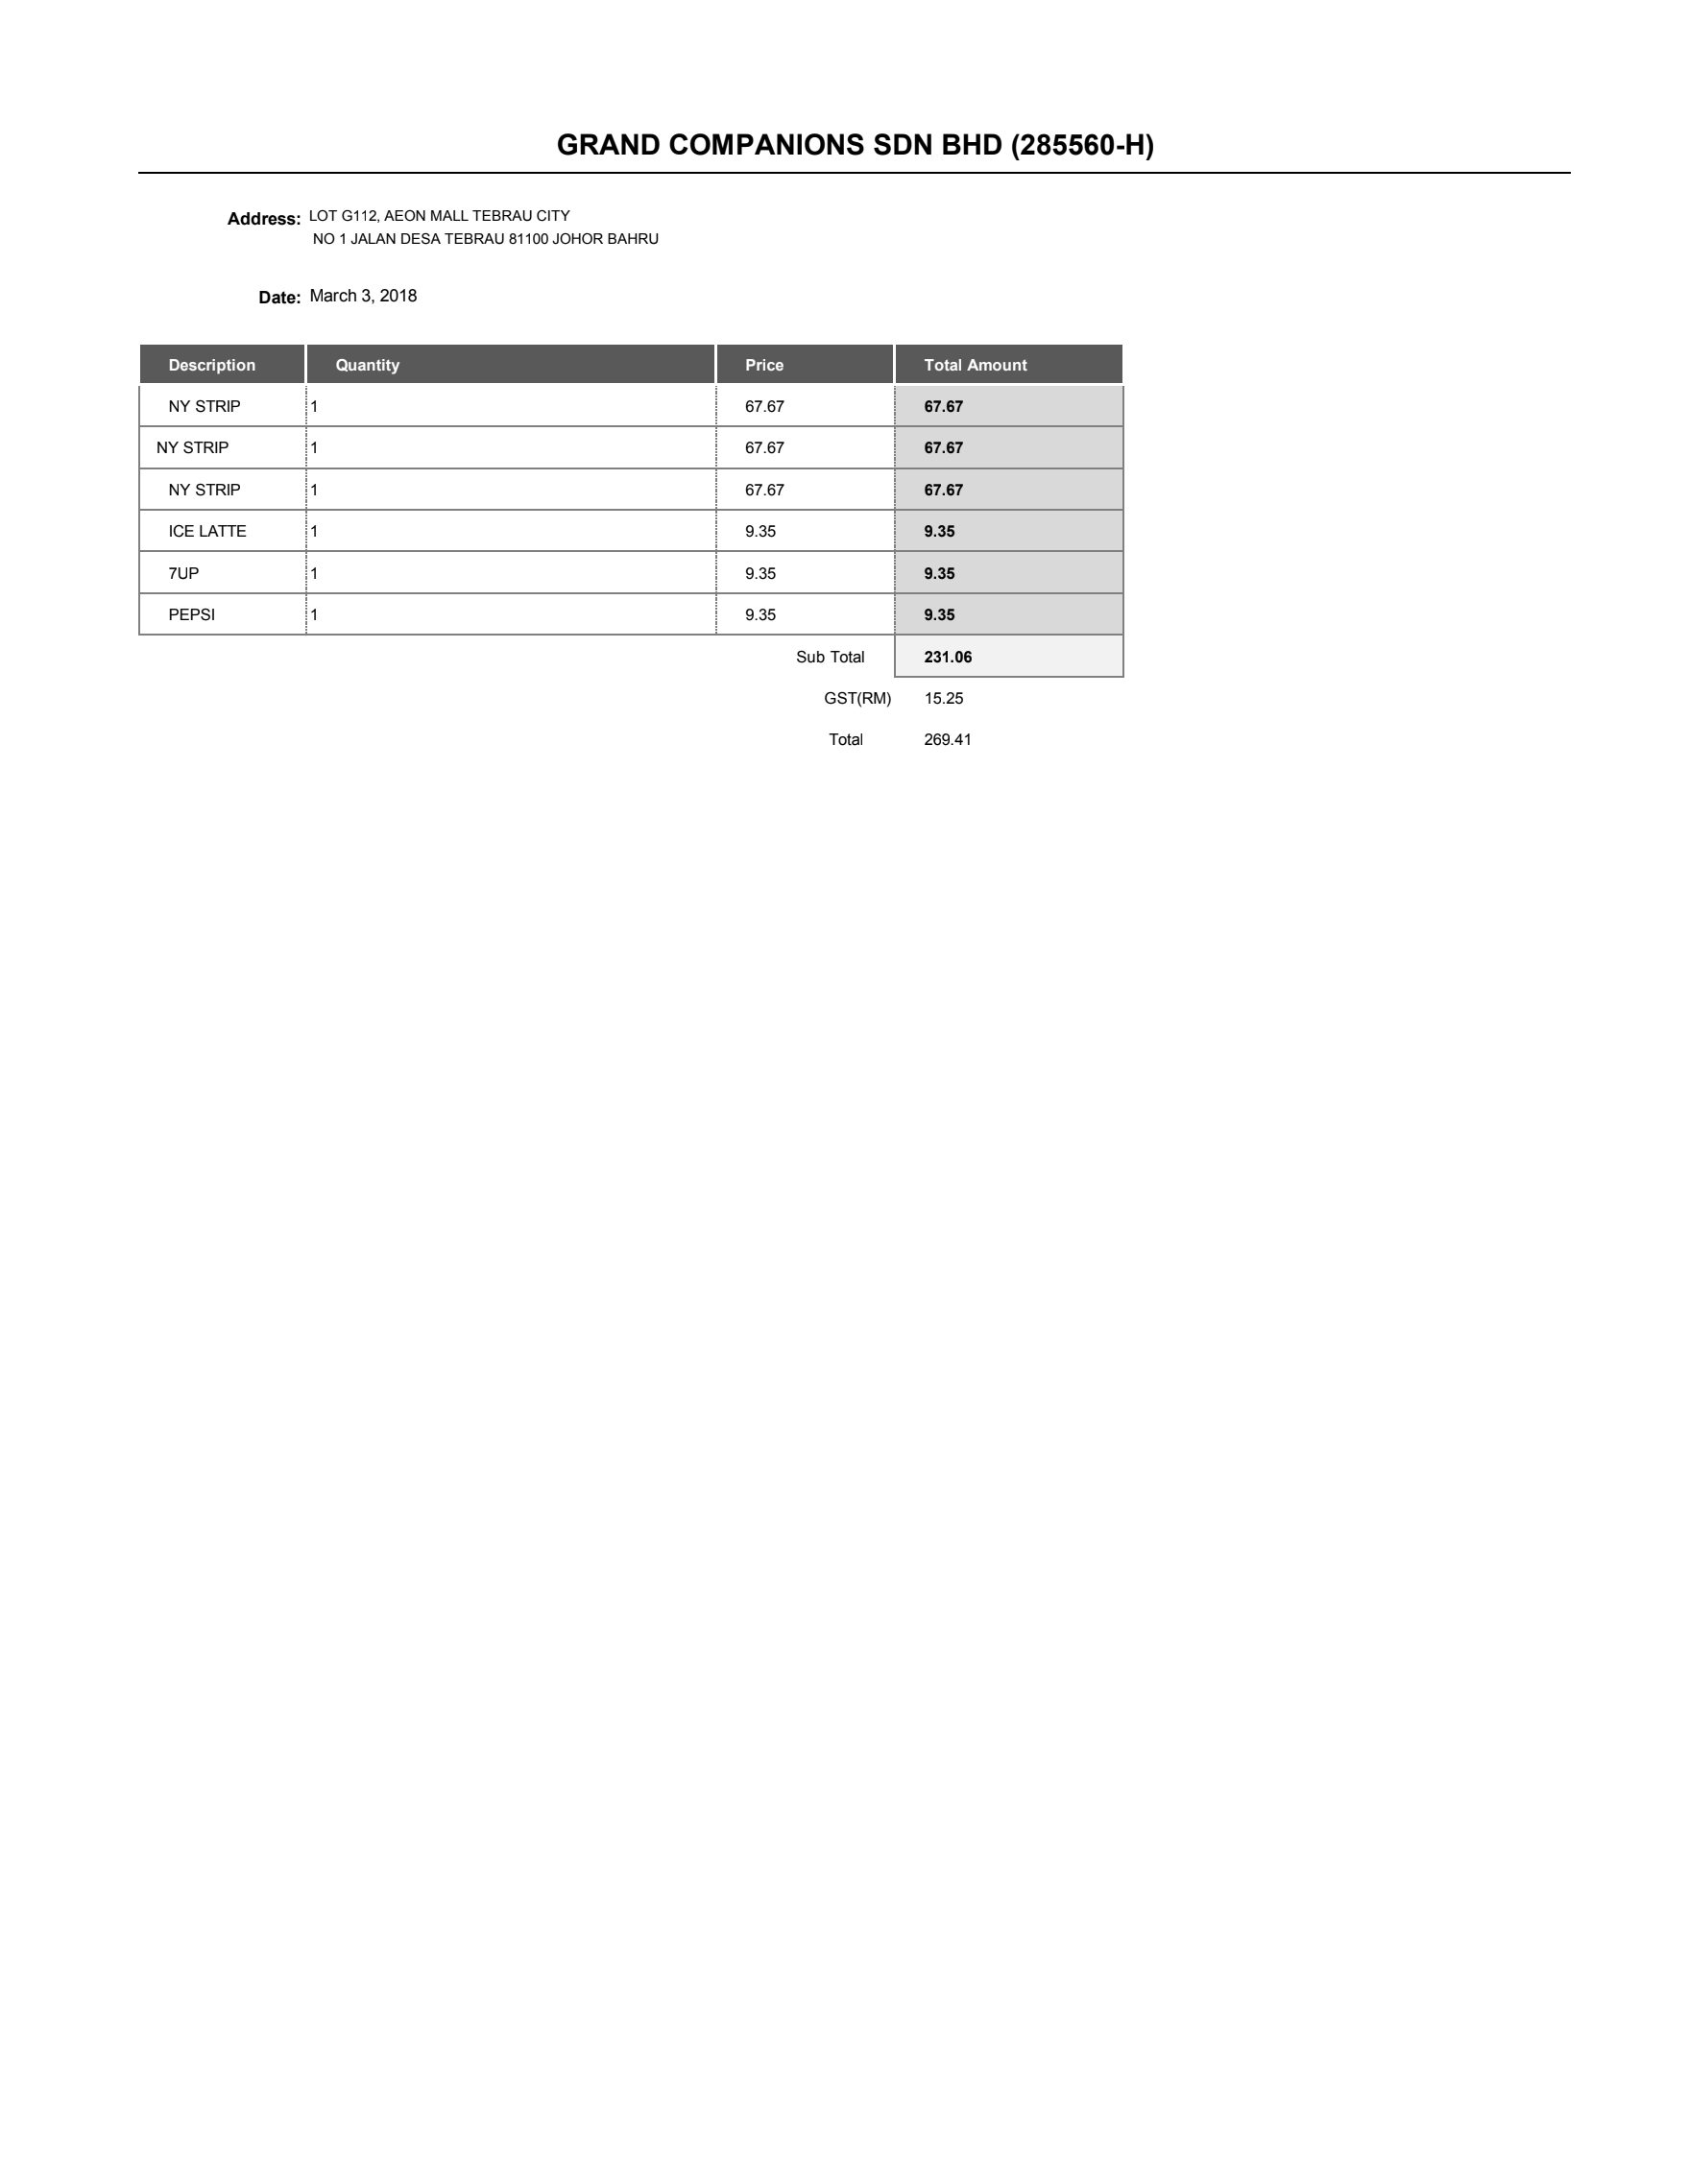 GRAND COMPANIONS SDN BHD (285560-H)
Address: LOT G112, AEON MALL TEBRAU CITY
NO 1 JALAN DESA TEBRAU 81100 JOHOR BAHRU
Date: March 3, 2018
Description Quantity Price Total Amount
NY STRIP 1 67.67 67.67
NY STRIP 1 67.67 67.67
NY STRIP 1 67.67 67.67
ICE LATTE 1 9.35 9.35
7UP 1 9.35 9.35
PEPSI 1 9.35 9.35
Sub Total 231.06
GST(RM) 15.25
Total 269.41